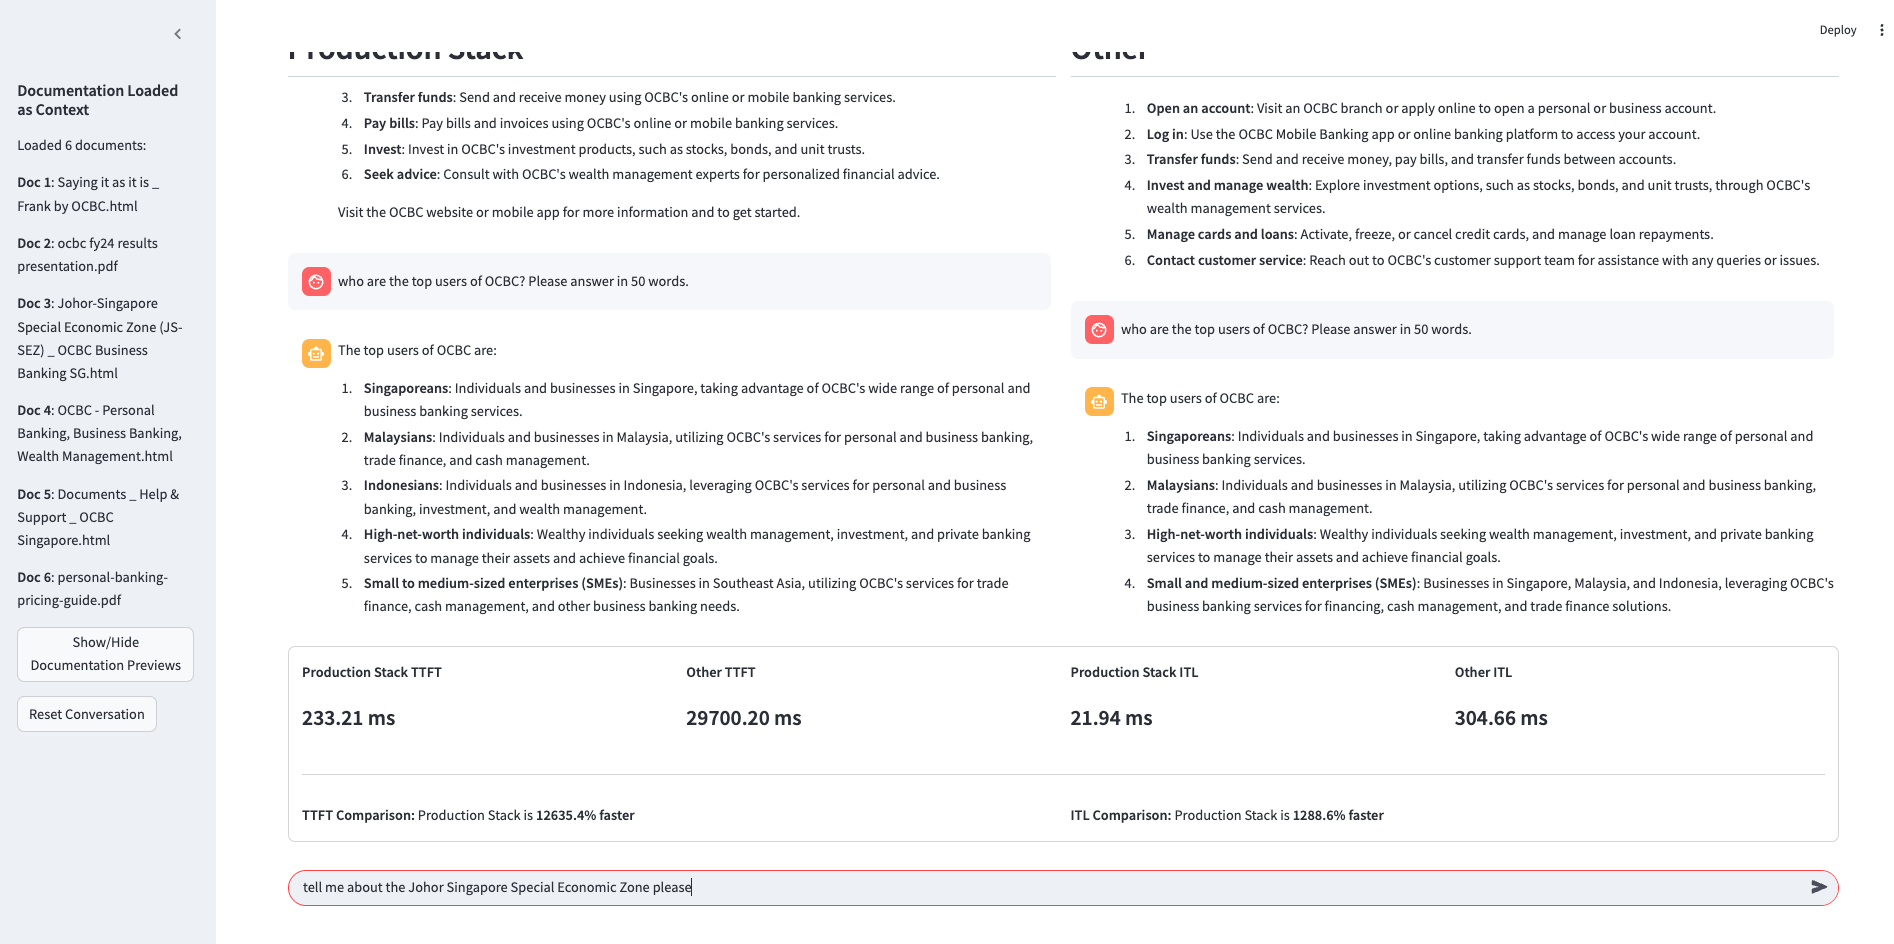 Deploy
Documentation Loaded
as Context
Loaded 6 documents:
Doc 1: Saying it as it is _
Frank by OCBC.html
Doc 2: ocbc fy24 results
presentation.pdf
Doc 3: Johor-Singapore
Special Economic Zone (JS-
SEZ) _ OCBC Business
Banking SG.html
Doc 4: OCBC - Personal
Banking, Business Banking,
Wealth Management.html
Doc 5: Documents _ Help &
Support _ OCBC
Singapore.html
Doc 6: personal-banking-
pricing-guide.pdf
Show/Hide
Documentation Previews
Reset Conversation
Production Stack
3. Transfer funds: Send and receive money using OCBC's online or mobile banking services.
4. Pay bills: Pay bills and invoices using OCBC's online or mobile banking services.
5. Invest: Invest in OCBC's investment products, such as stocks, bonds, and unit trusts.
6. Seek advice: Consult with OCBC's wealth management experts for personalized financial advice.
Visit the OCBC website or mobile app for more information and to get started.
who are the top users of OCBC? Please answer in 50 words.
The top users of OCBC are:
1. Singaporeans: Individuals and businesses in Singapore, taking advantage of OCBC's wide range of personal and
business banking services.
2. Malaysians: Individuals and businesses in Malaysia, utilizing OCBC's services for personal and business banking,
trade finance, and cash management.
3. Indonesians: Individuals and businesses in Indonesia, leveraging OCBC's services for personal and business
banking, investment, and wealth management.
4. High-net-worth individuals: Wealthy individuals seeking wealth management, investment, and private banking
services to manage their assets and achieve financial goals.
5. Small to medium-sized enterprises (SMEs): Businesses in Southeast Asia, utilizing OCBC's services for trade
finance, cash management, and other business banking needs.
Other
1. Open an account: Visit an OCBC branch or apply online to open a personal or business account.
2. Log in: Use the OCBC Mobile Banking app or online banking platform to access your account.
3. Transfer funds: Send and receive money, pay bills, and transfer funds between accounts.
4. Invest and manage wealth: Explore investment options, such as stocks, bonds, and unit trusts, through OCBC's
wealth management services.
5. Manage cards and loans: Activate, freeze, or cancel credit cards, and manage loan repayments.
6. Contact customer service: Reach out to OCBC's customer support team for assistance with any queries or issues.
who are the top users of OCBC? Please answer in 50 words.
The top users of OCBC are:
1. Singaporeans: Individuals and businesses in Singapore, taking advantage of OCBC's wide range of personal and
business banking services.
2. Malaysians: Individuals and businesses in Malaysia, utilizing OCBC's services for personal and business banking,
trade finance, and cash management.
3. High-net-worth individuals: Wealthy individuals seeking wealth management, investment, and private banking
services to manage their assets and achieve financial goals.
4. Small and medium-sized enterprises (SMEs): Businesses in Singapore, Malaysia, and Indonesia, leveraging OCBC's
business banking services for financing, cash management, and trade finance solutions.
Production Stack TTFT
233.21 ms
Other TTFT
29700.20 ms
Production Stack ITL
21.94 ms
Other ITL
304.66 ms
TTFT Comparison: Production Stack is 12635.4% faster
ITL Comparison: Production Stack is 1288.6% faster
tell me about the Johor Singapore Special Economic Zone please